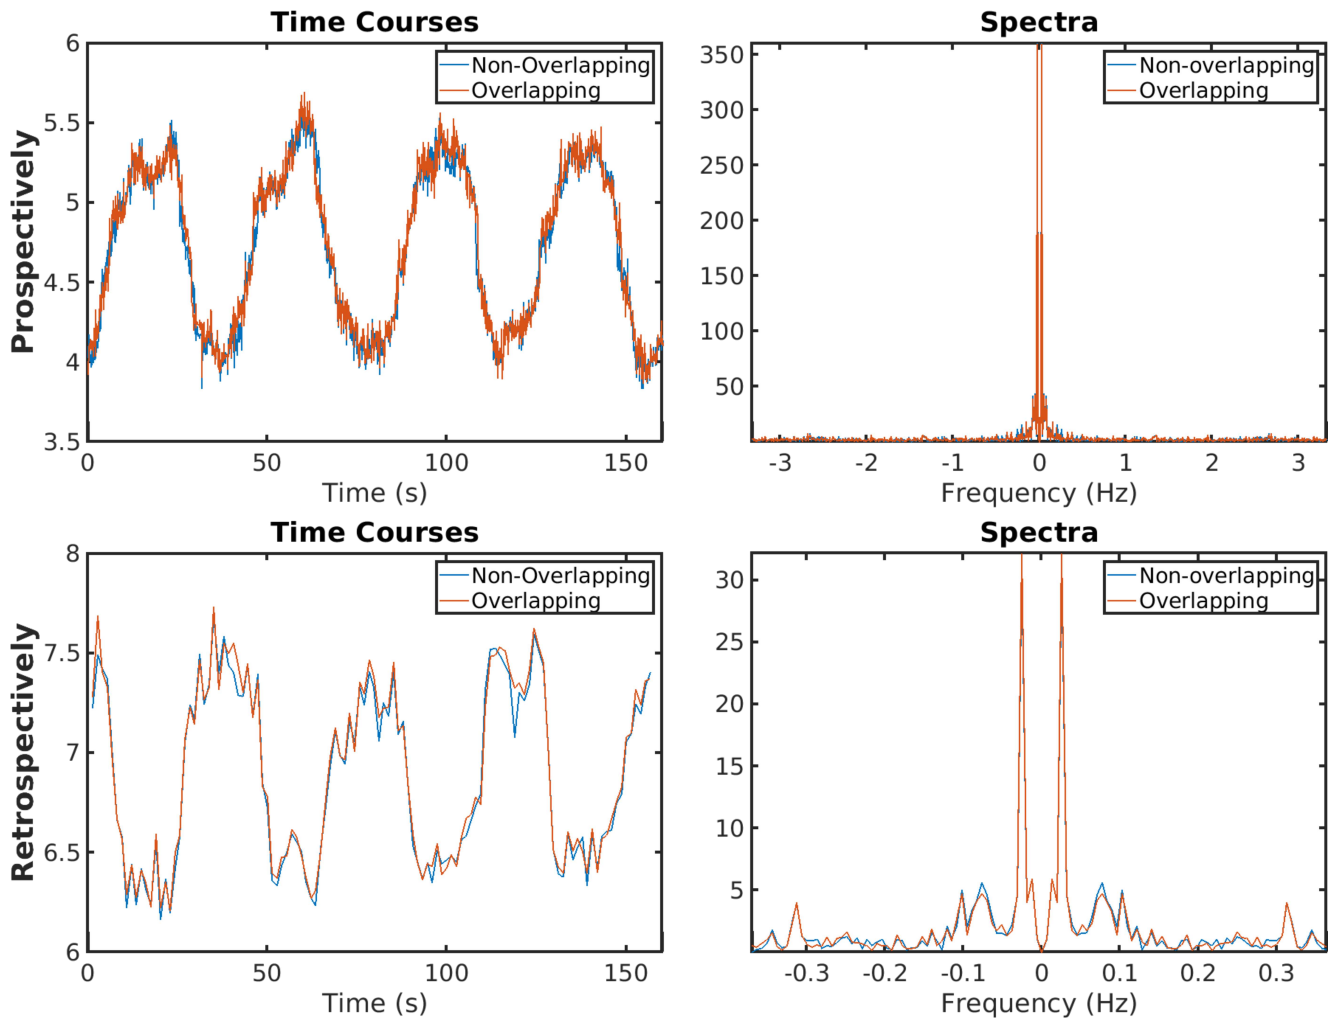 Time Courses
Spectra
Prospectively
6
5.5
5
4.5
4
3.5
Non-Overlapping
Overlapping
0
50
100
150
Time (s)
350
300
250
200
150
100
50
Non-overlapping
Overlapping
-3
-2
-1
0
1
2
3
Frequency (Hz)
Time Courses
Spectra
Retrospectively
8
7.5
7
6.5
6
Non-Overlapping
Overlapping
0
50
100
150
Time (s)
30
25
20
15
10
5
Non-overlapping
Overlapping
-0.3
-0.2
-0.1
0
0.1
0.2
0.3
Frequency (Hz)